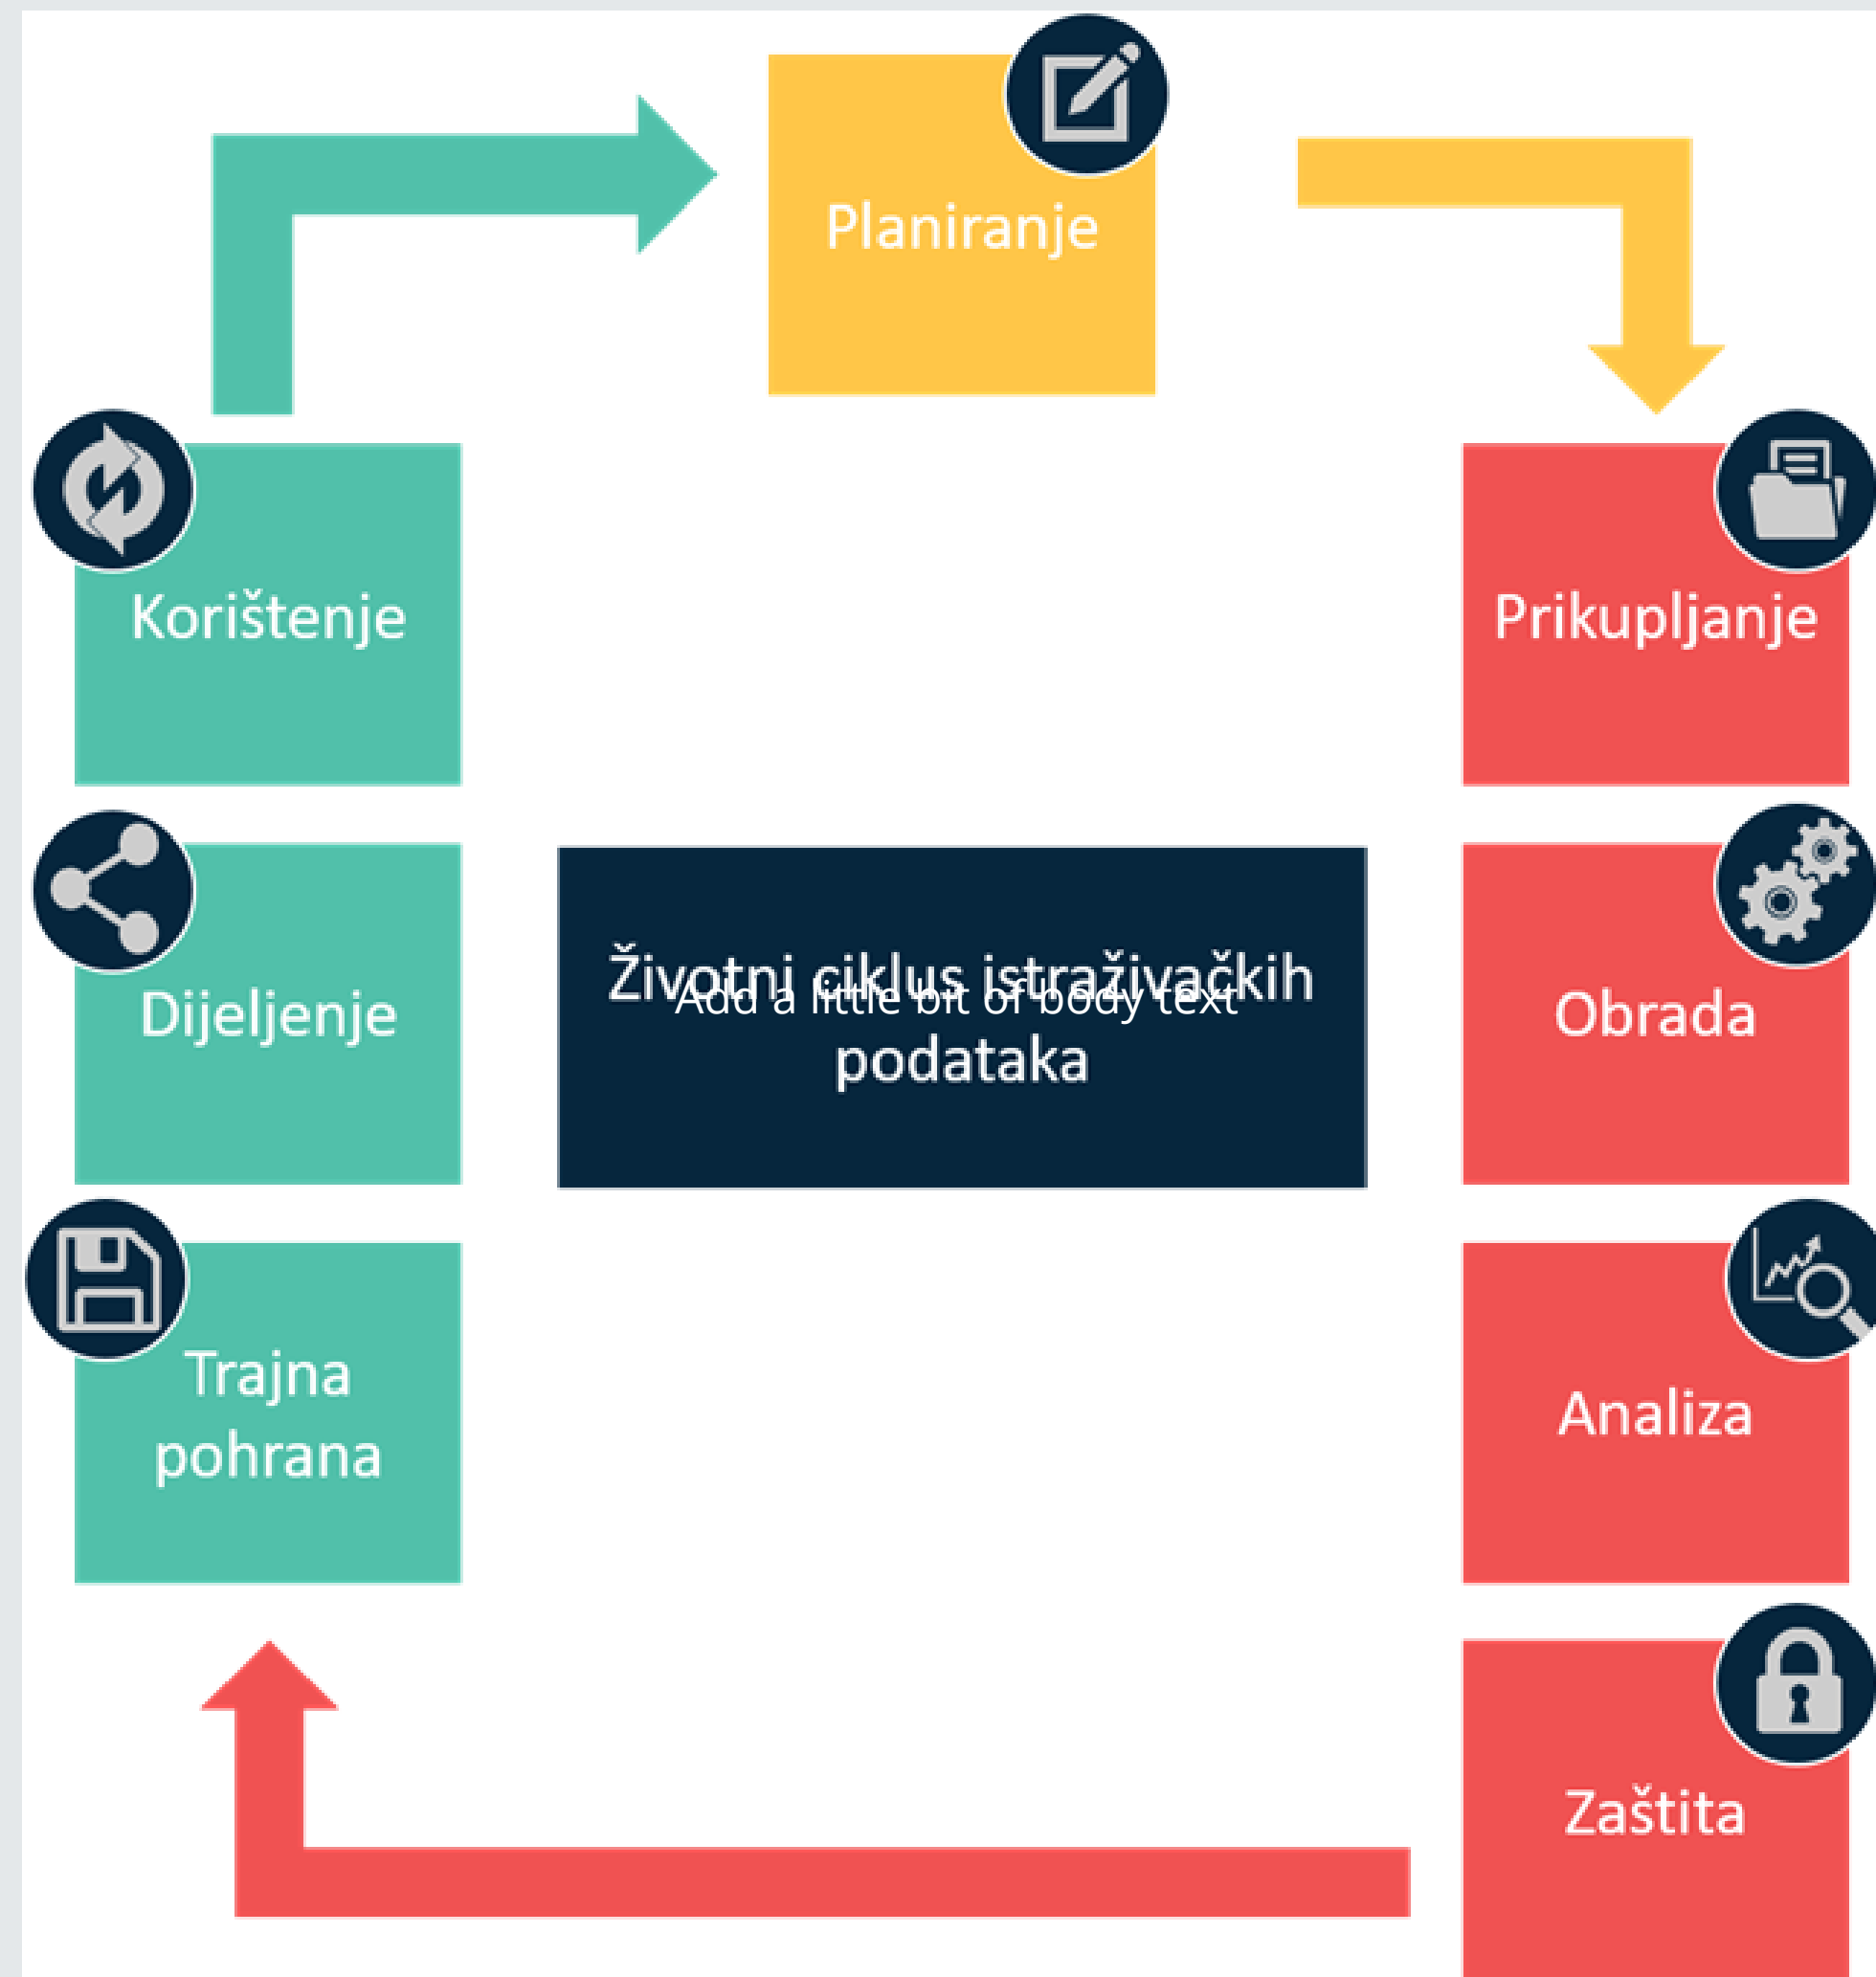 Planiranje
Korištenje
Prikupljanje
Dijeljenje
Životni ciklus istraživačkih
podataka
Add a little bit of body text
Obrada
Trajna
pohrana
Analiza
Zaštita